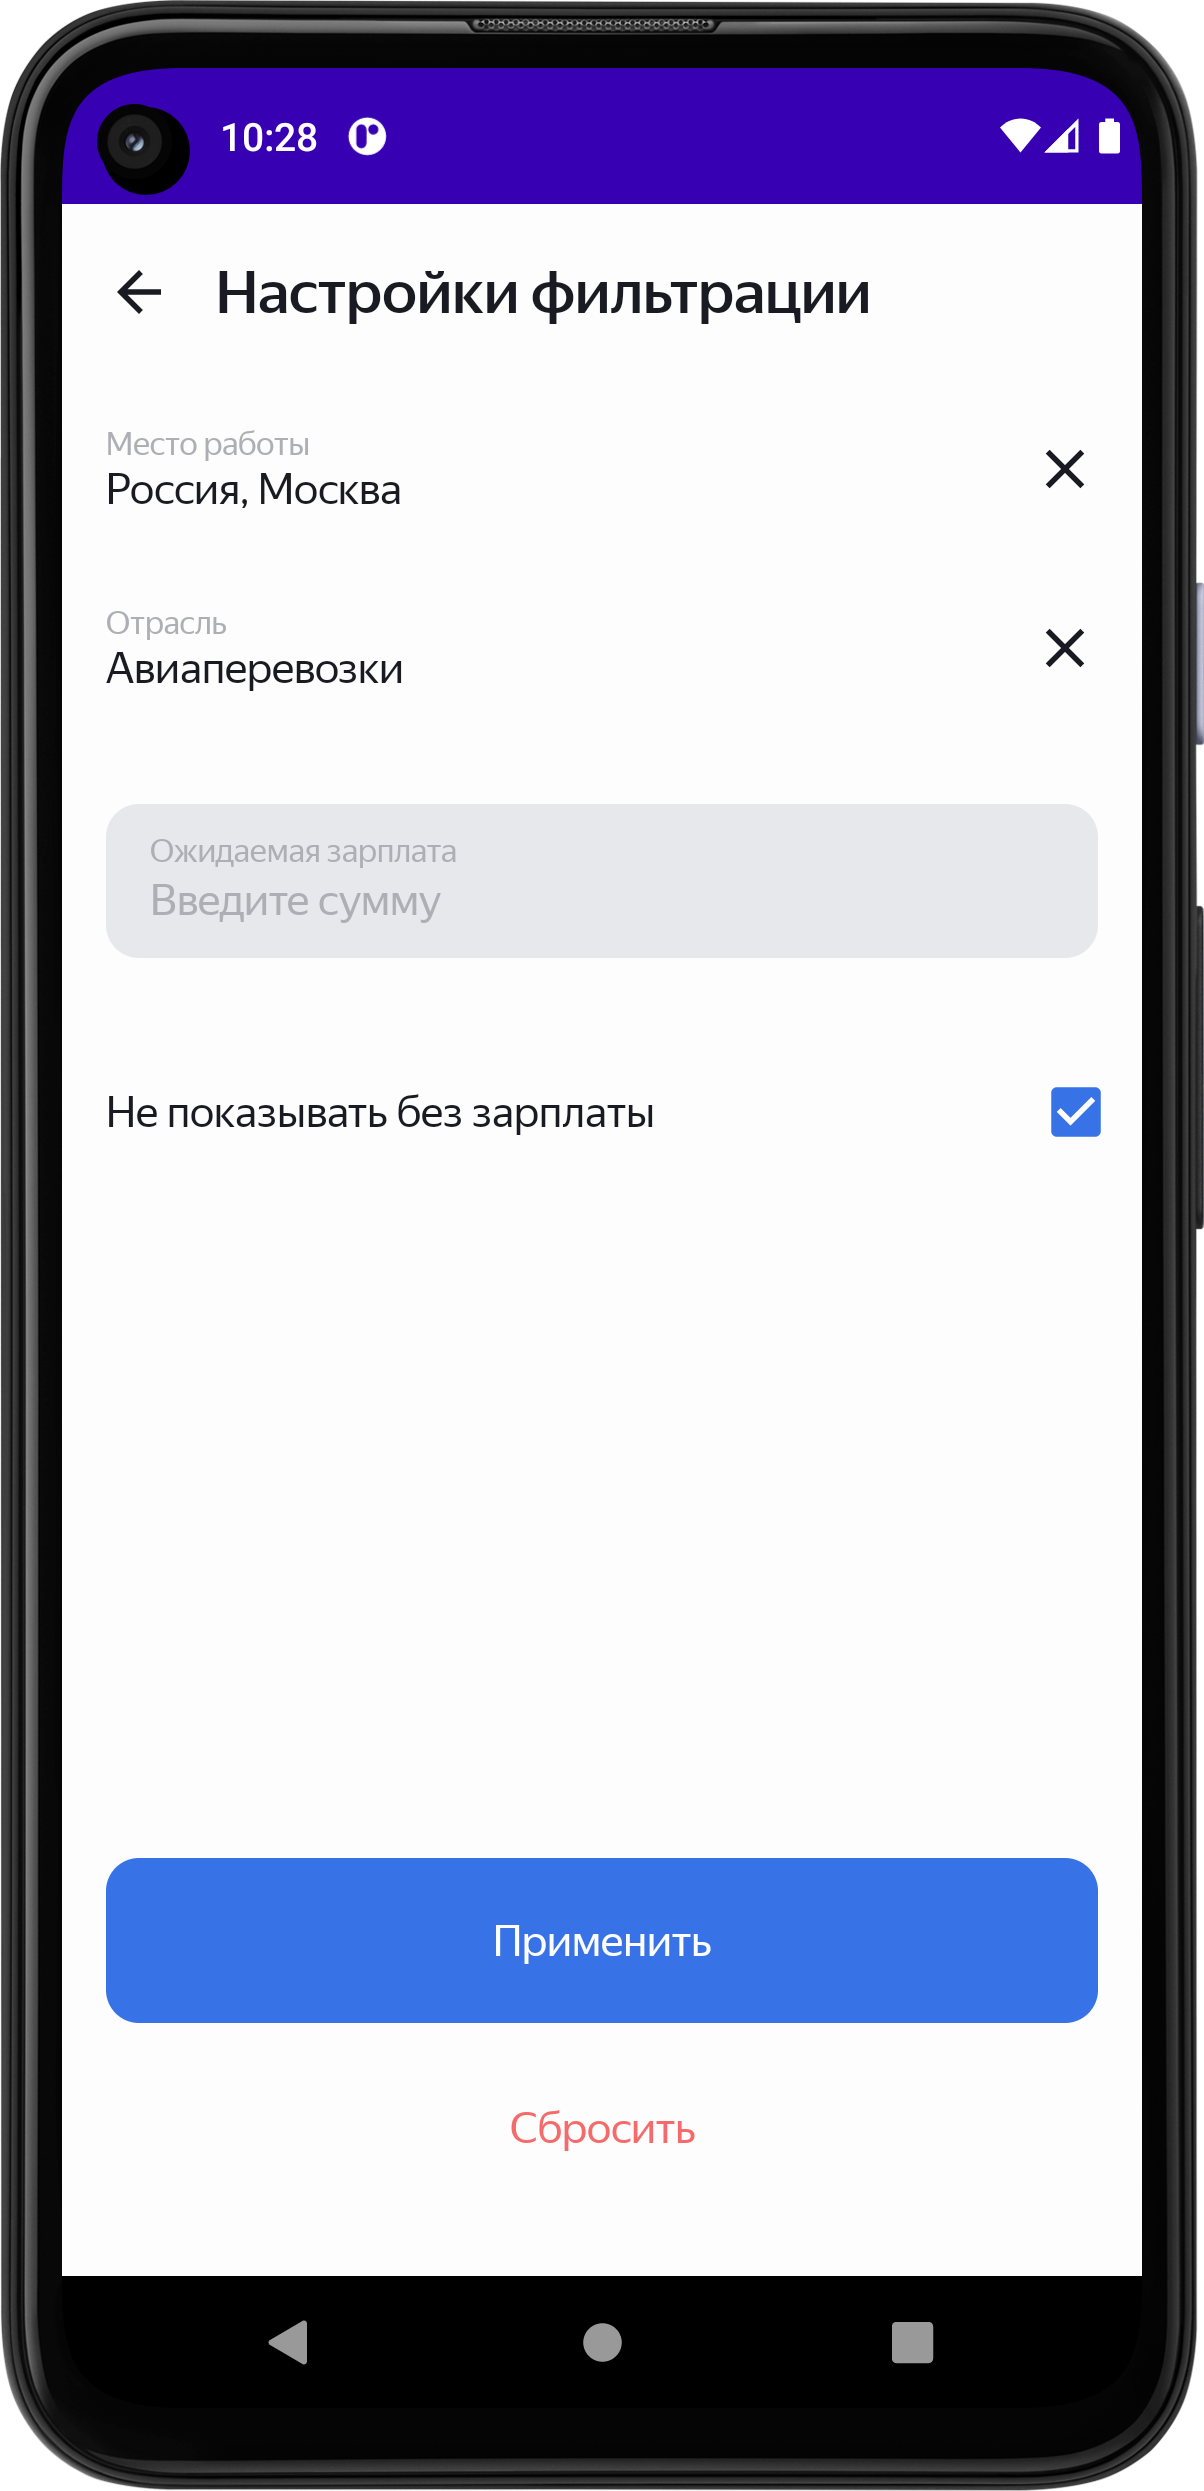 10:28
Настройки фильтрации
Место работы
Россия, Москва
Отрасль
Авиаперевозки
Ожидаемая зарплата
Введите сумму
Не показывать без зарплаты
Применить
Сбросить